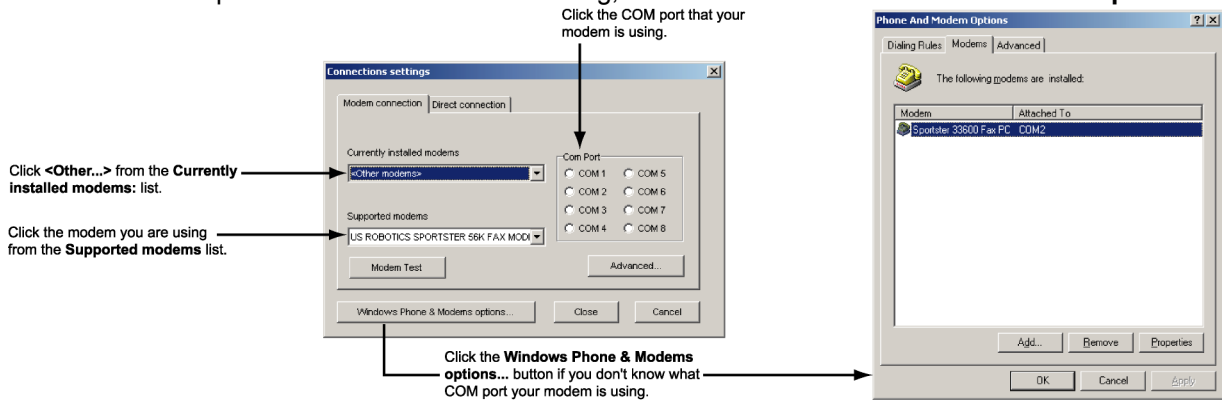 Click the COM port that your
modem is using.
Connections settings
Modem connection
Direct connection
Currently installed modems
<Other modems>
Com Port
COM 1
COM 5
COM 2
COM 6
COM 3
COM 7
COM 4
COM 8
Supported modems
US ROBOTICS SPORTSTER 56K FAX MODI
Modem Test
Advanced...
Windows Phone & Modems options...
Close
Cancel
Click <Other...> from the Currently
installed modems: list.
Click the modem you are using
from the Supported modems list.
Click the Windows Phone & Modems
options... button if you don't know what
COM port your modem is using.
Phone And Modem Options
Dialing Rules
Modems
Advanced
The following modems are installed:
Modem
Attached To
Sportster 33600 Fax PC
COM2
Add...
Remove
Properties
OK
Cancel
Apply